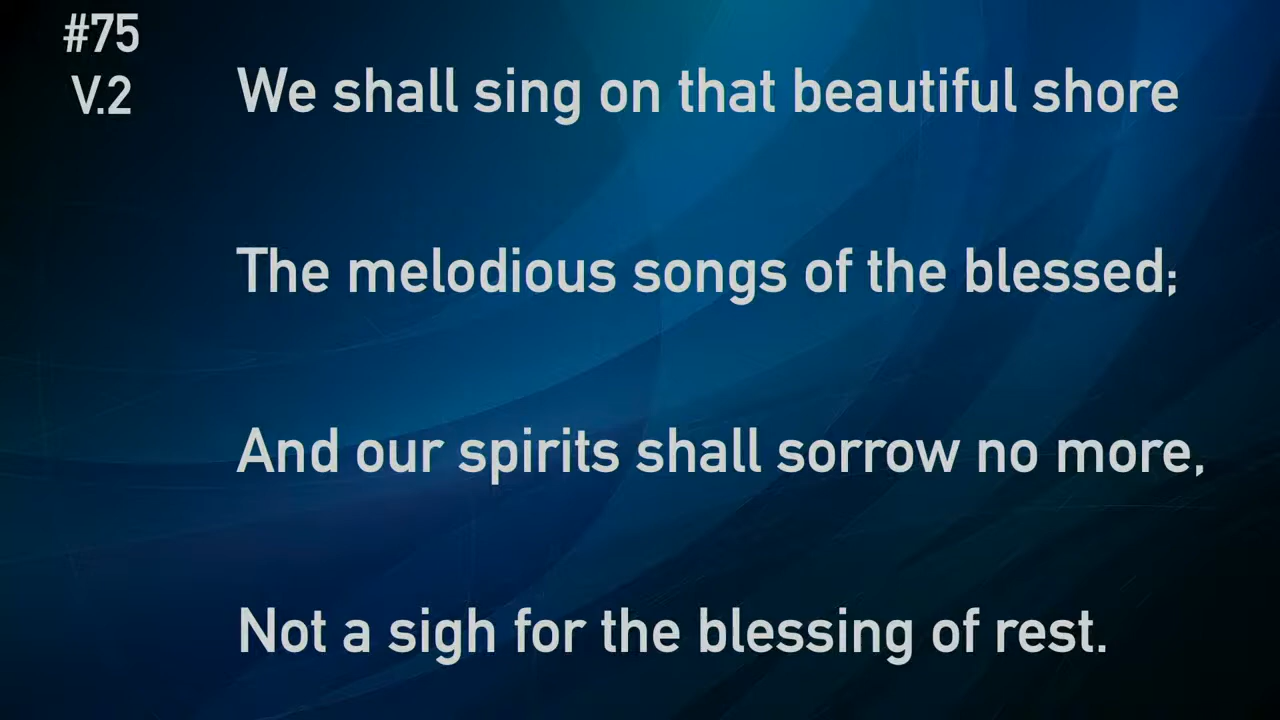 #75
V.2
We shall sing on that beautiful shore
The melodious songs of the blessed;
And our spirits shall sorrow no more,
Not a sigh for the blessing of rest.